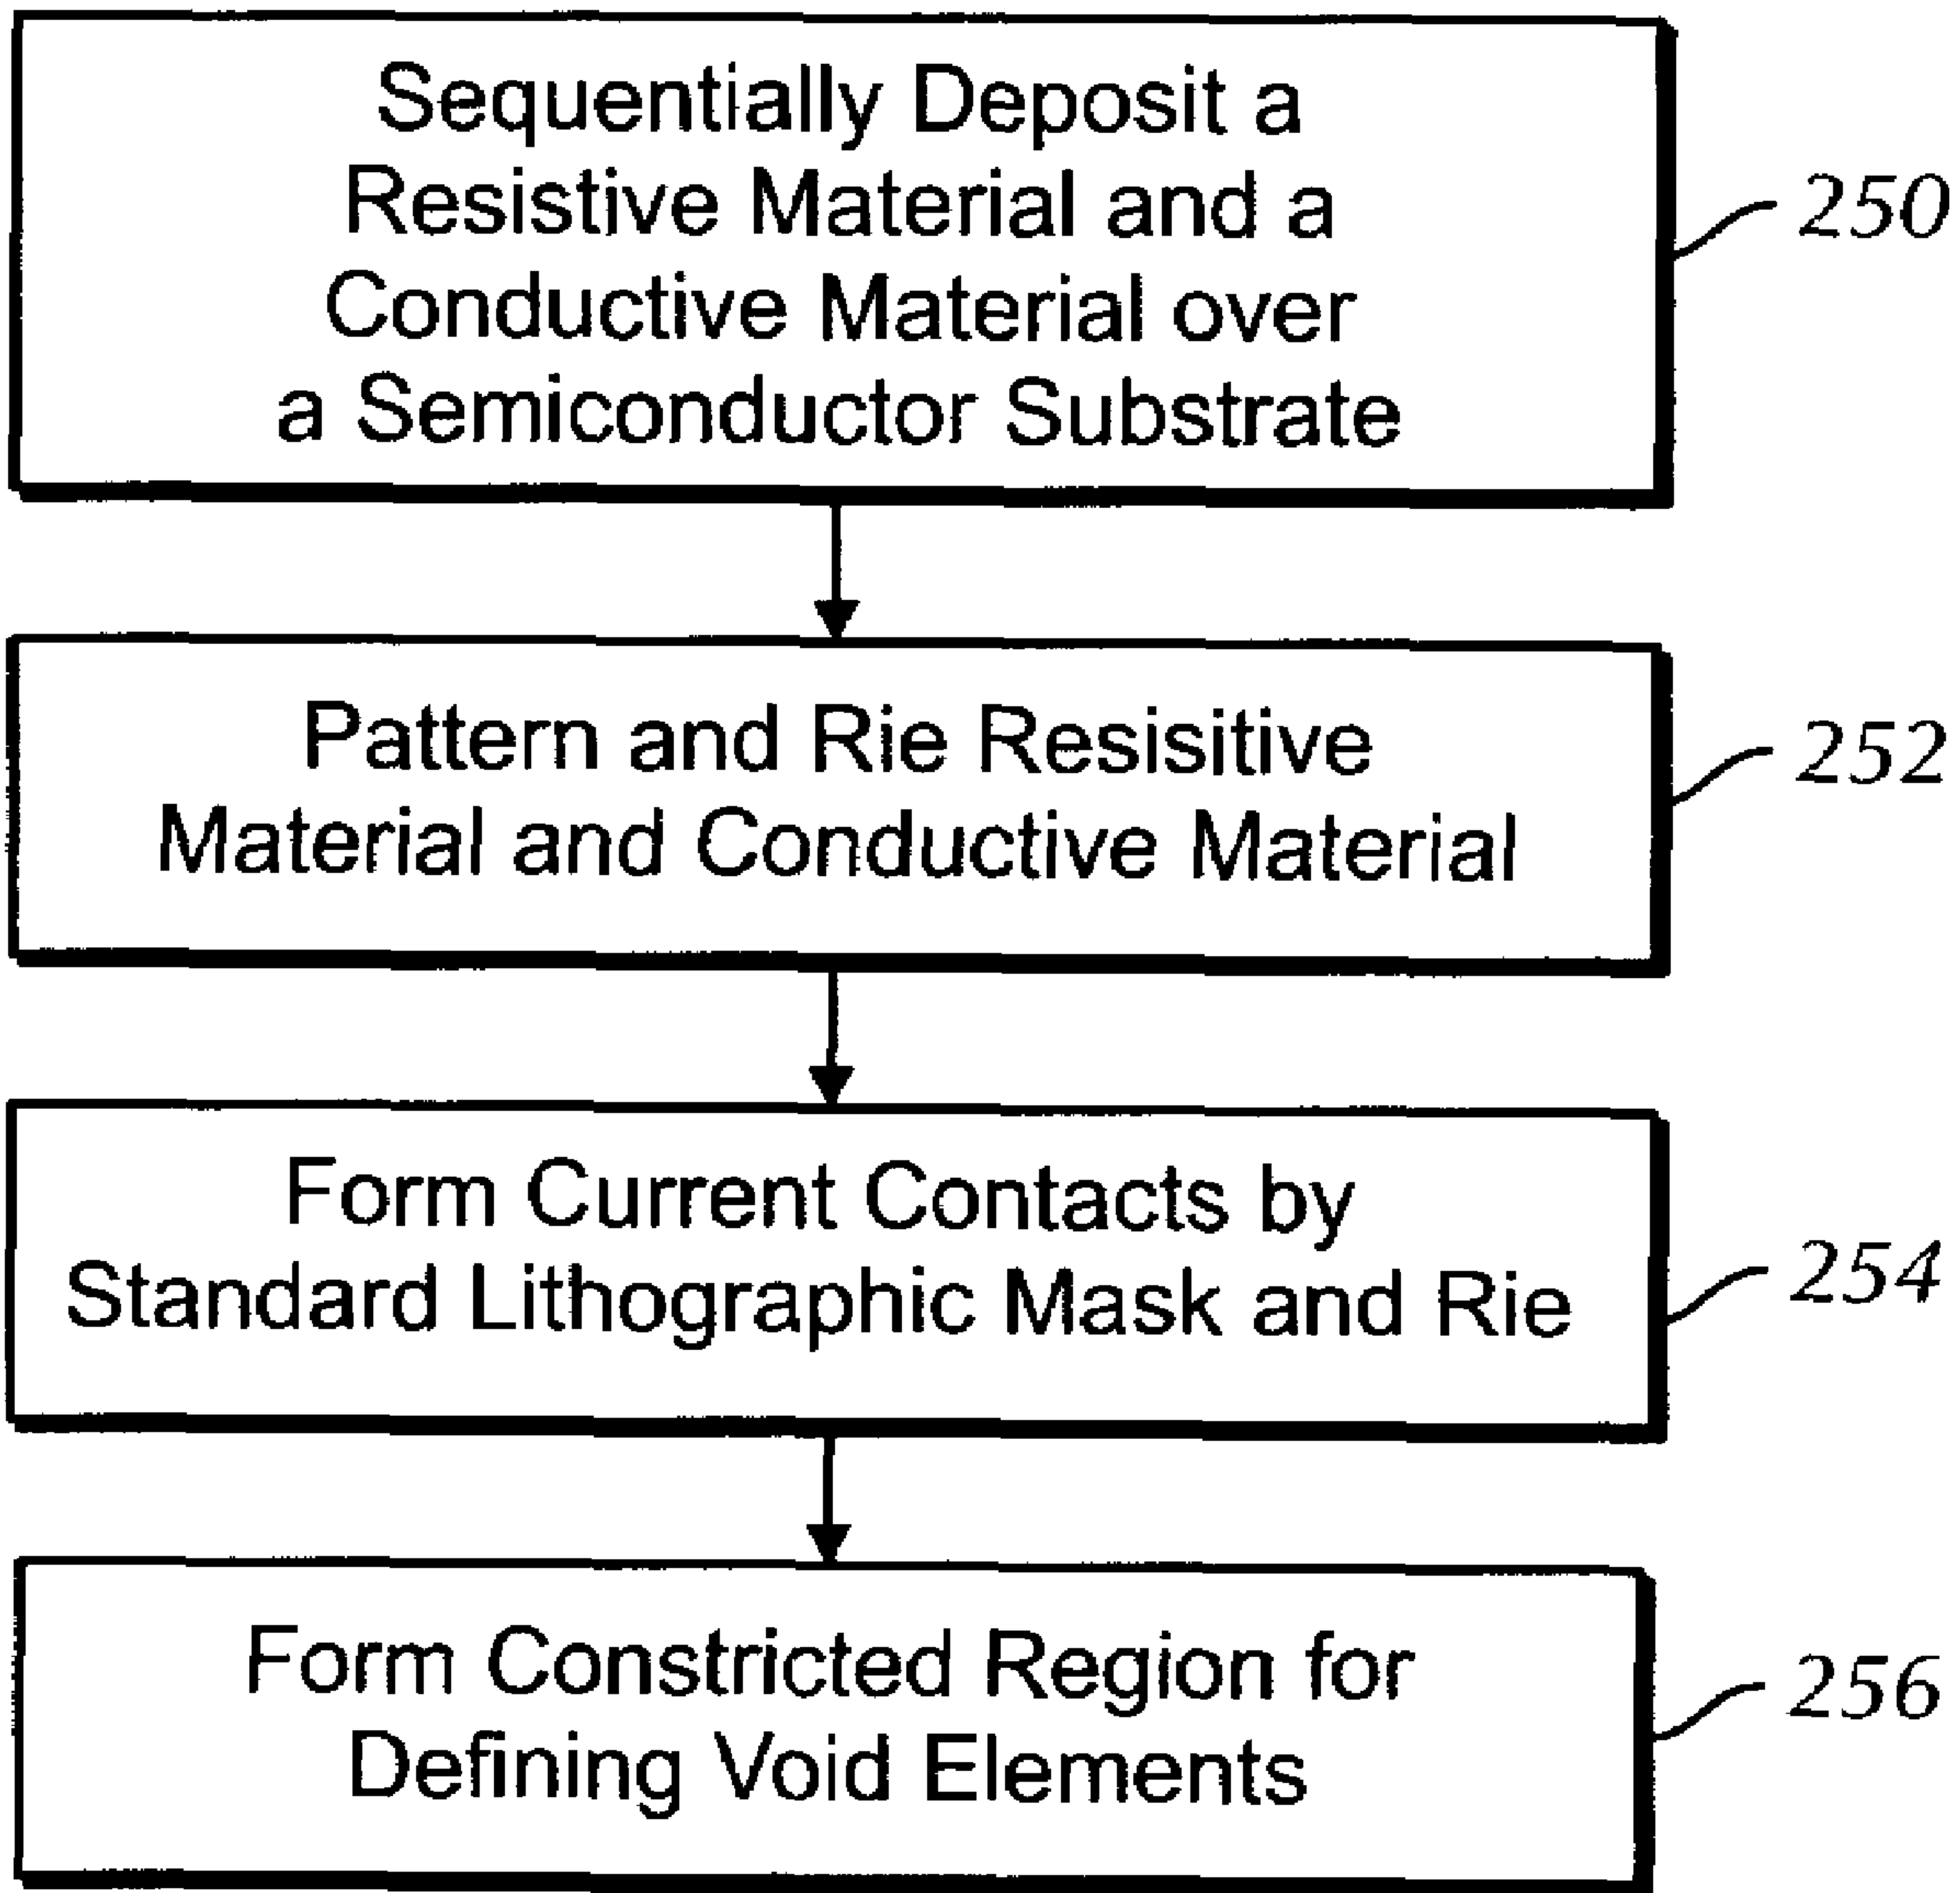 Sequentially Deposit a
Resistive Material and a
Conductive Material over
a Semiconductor Substrate
250
Pattern and Rie Resisitive
Material and Conductive Material
252
Form Current Contacts by
Standard Lithographic Mask and Rie
254
Form Constricted Region for
Defining Void Elements
256